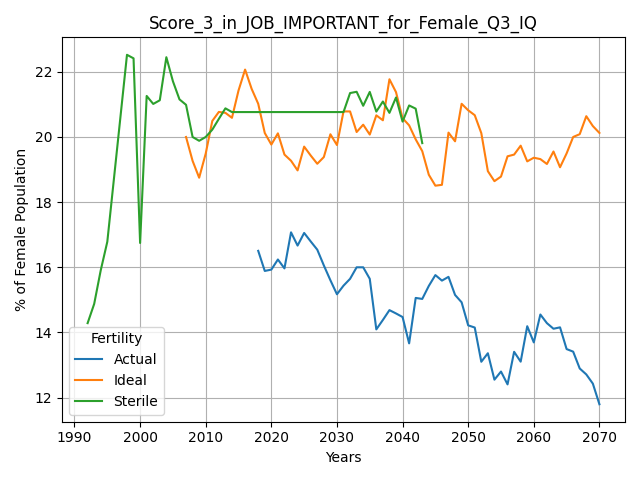 Score_3_in_JOB_IMPORTANT_for_Female_Q3_IQ
% of Female Population
22
20
18
16
14
12
Fertility
Actual
Ideal
Sterile
1990 2000 2010 2020 2030 2040 2050 2060 2070
Years